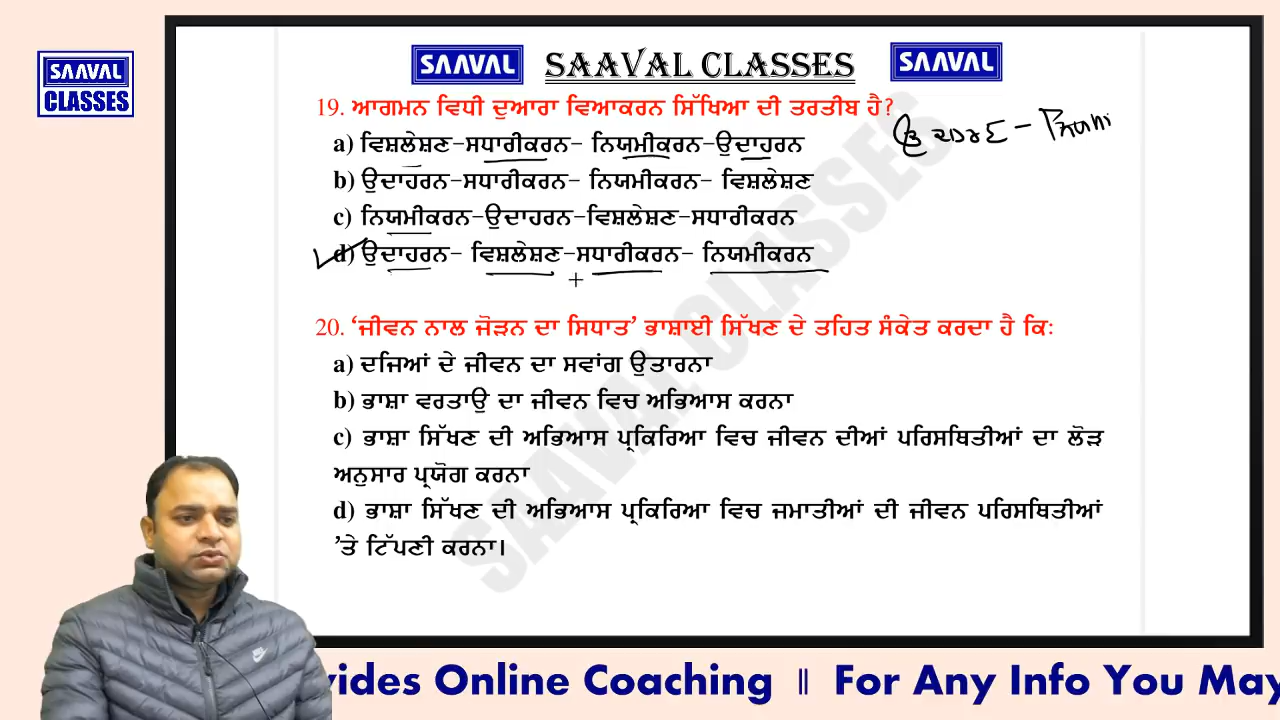 SAAVAL
CLASSES
SAAVAL
SAAVAL CLASSES
SAAVAL
19. ਆਗਮਨ ਵਿਧੀ ਦੁਆਰਾ ਵਿਆਕਰਨ ਸਿੱਖਿਆ ਦੀ ਤਰਤੀਬ ਹੈ?
a) ਵਿਸ਼ਲੇਸ਼ਣ-ਸਧਾਰੀਕਰਨ- ਨਿਯਮੀਕਰਨ-ਉਦਾਹਰਨ
b) ਉਦਾਹਰਨ-ਸਧਾਰੀਕਰਨ- ਨਿਯਮੀਕਰਨ- ਵਿਸ਼ਲੇਸ਼ਣ
c) ਨਿਯਮੀਕਰਨ-ਉਦਾਹਰਨ-ਵਿਸ਼ਲੇਸ਼ਣ-ਸਧਾਰੀਕਰਨ
d) ਉਦਾਹਰਨ- ਵਿਸ਼ਲੇਸ਼ਣ-ਸਧਾਰੀਕਰਨ- ਨਿਯਮੀਕਰਨ
20. ‘ਜੀਵਨ ਨਾਲ ਜੋੜਨ ਦਾ ਸਿਧਾਤ’ ਭਾਸ਼ਾਈ ਸਿੱਖਣ ਦੇ ਤਹਿਤ ਸੰਕੇਤ ਕਰਦਾ ਹੈ ਕਿ:
a) ਦਜਿਆਂ ਦੇ ਜੀਵਨ ਦਾ ਸਵਾਂਗ ਉਤਾਰਨਾ
b) ਭਾਸ਼ਾ ਵਰਤਾਉ ਦਾ ਜੀਵਨ ਵਿਚ ਅਭਿਆਸ ਕਰਨਾ
c) ਭਾਸ਼ਾ ਸਿੱਖਣ ਦੀ ਅਭਿਆਸ ਪ੍ਰਕਿਰਿਆ ਵਿਚ ਜੀਵਨ ਦੀਆਂ ਪਰਿਸਥਿਤੀਆਂ ਦਾ ਲੋੜ
ਅਨੁਸਾਰ ਪ੍ਰਯੋਗ ਕਰਨਾ
d) ਭਾਸ਼ਾ ਸਿੱਖਣ ਦੀ ਅਭਿਆਸ ਪ੍ਰਕਿਰਿਆ ਵਿਚ ਜਮਾਤੀਆਂ ਦੀ ਜੀਵਨ ਪਰਿਸਥਿਤੀਆਂ
’ਤੇ ਟਿੱਪਣੀ ਕਰਨਾ।
SAAVAL CLASSES
vides Online Coaching || For Any Info You May